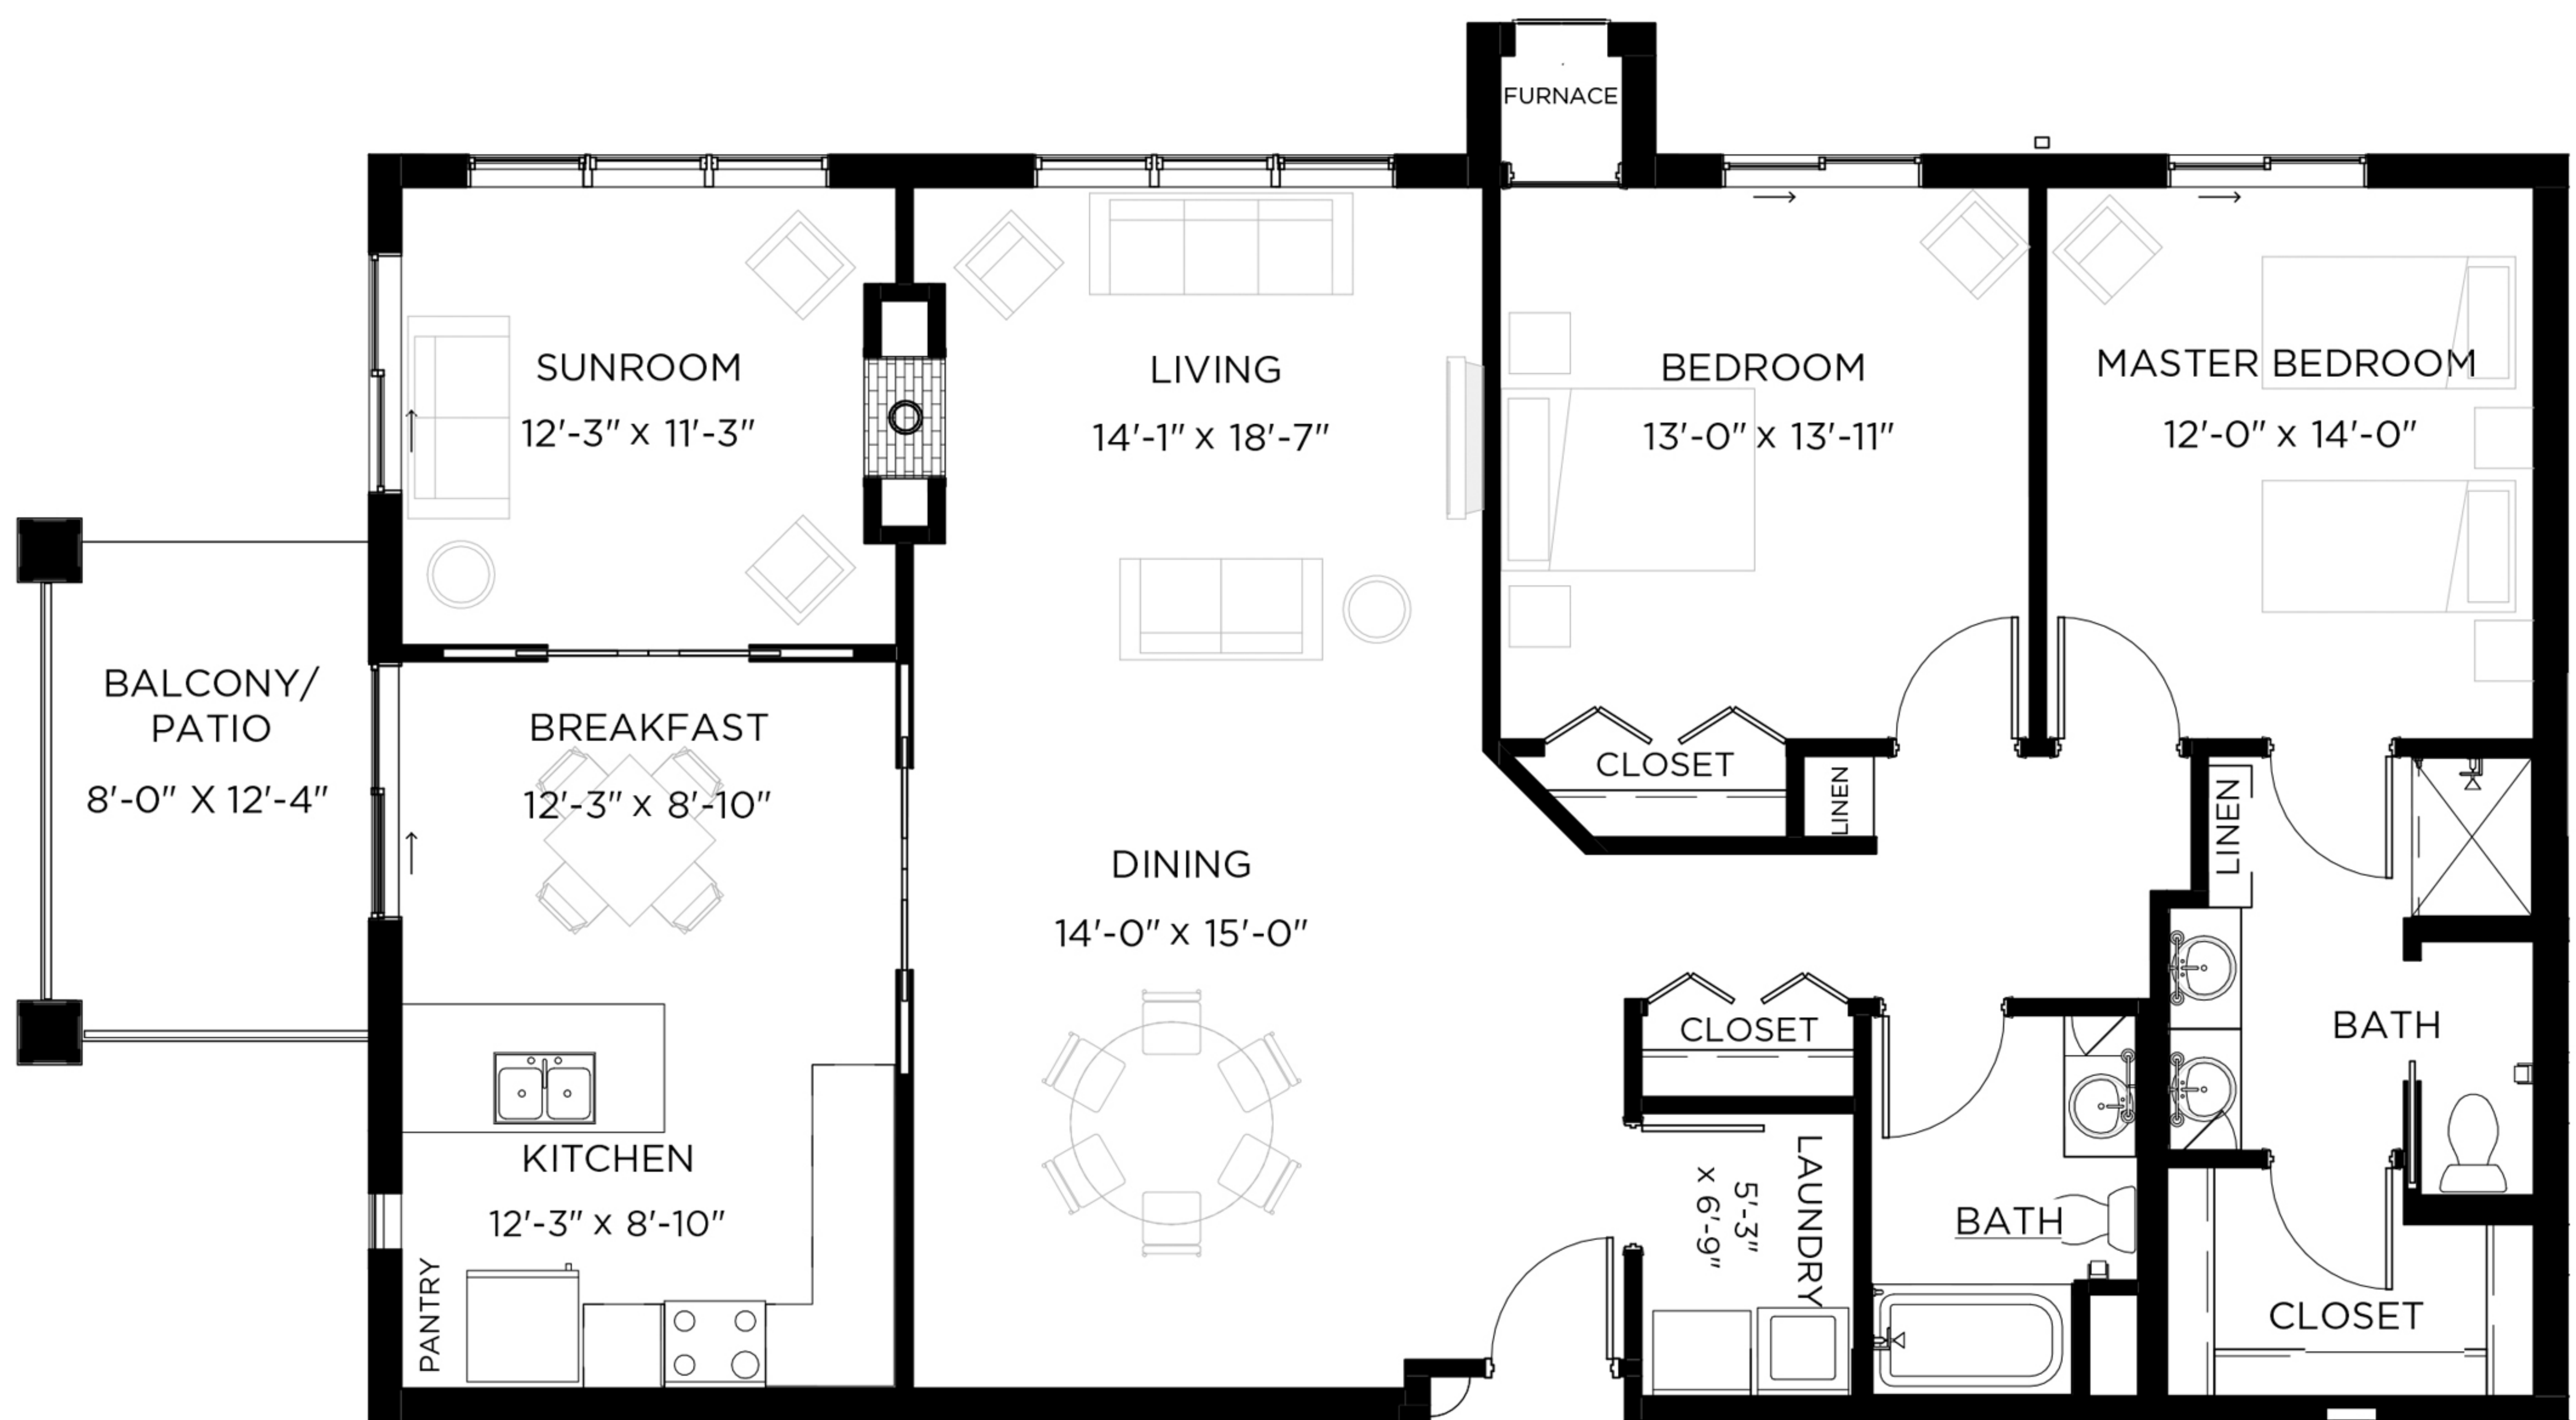 FURNACE
SUNROOM
12'-3" x 11'-3"
LIVING
14'-1" x 18'-7"
BEDROOM
13'-0" x 13'-11"
MASTER BEDROOM
12'-0" x 14'-0"
BALCONY/
PATIO
8'-0" X 12'-4"
BREAKFAST
12'-3" x 8'-10"
DINING
14'-0" x 15'-0"
CLOSET
LINEN
LINEN
CLOSET
BATH
KITCHEN
12'-3" x 8'-10"
PANTRY
LAUNDRY
5'-3"
x 6'-9"
BATH
CLOSET